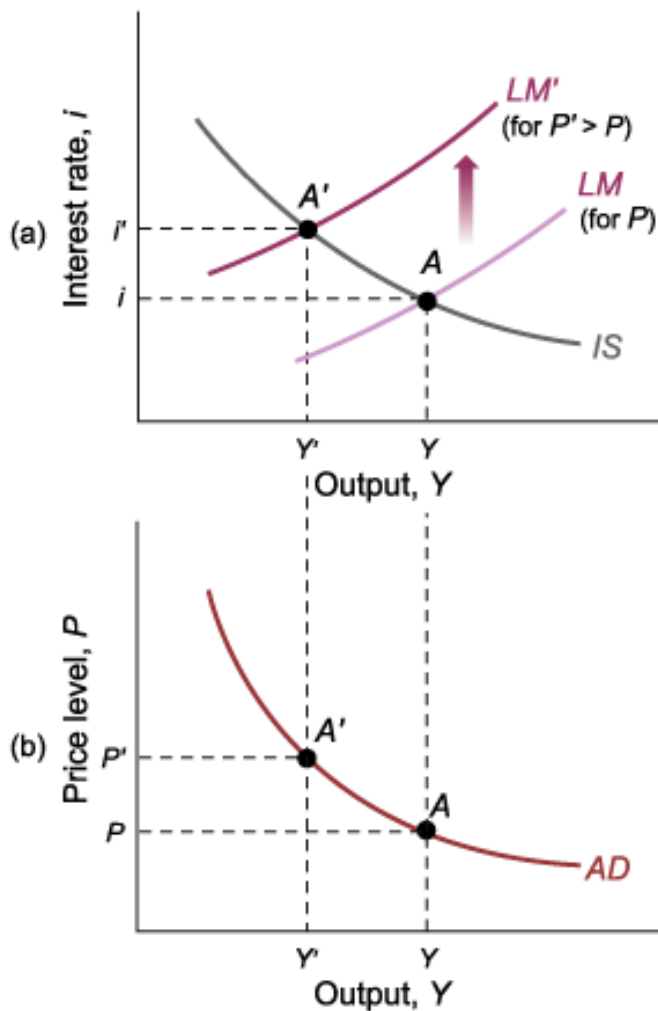 (a)
Interest rate, i
LM'
(for P' > P)
LM
(for P)
A'
i'
A
i
IS
Y' Y
Output, Y
(b)
Price level, P
A'
P'
A
P
AD
Y' Y
Output, Y